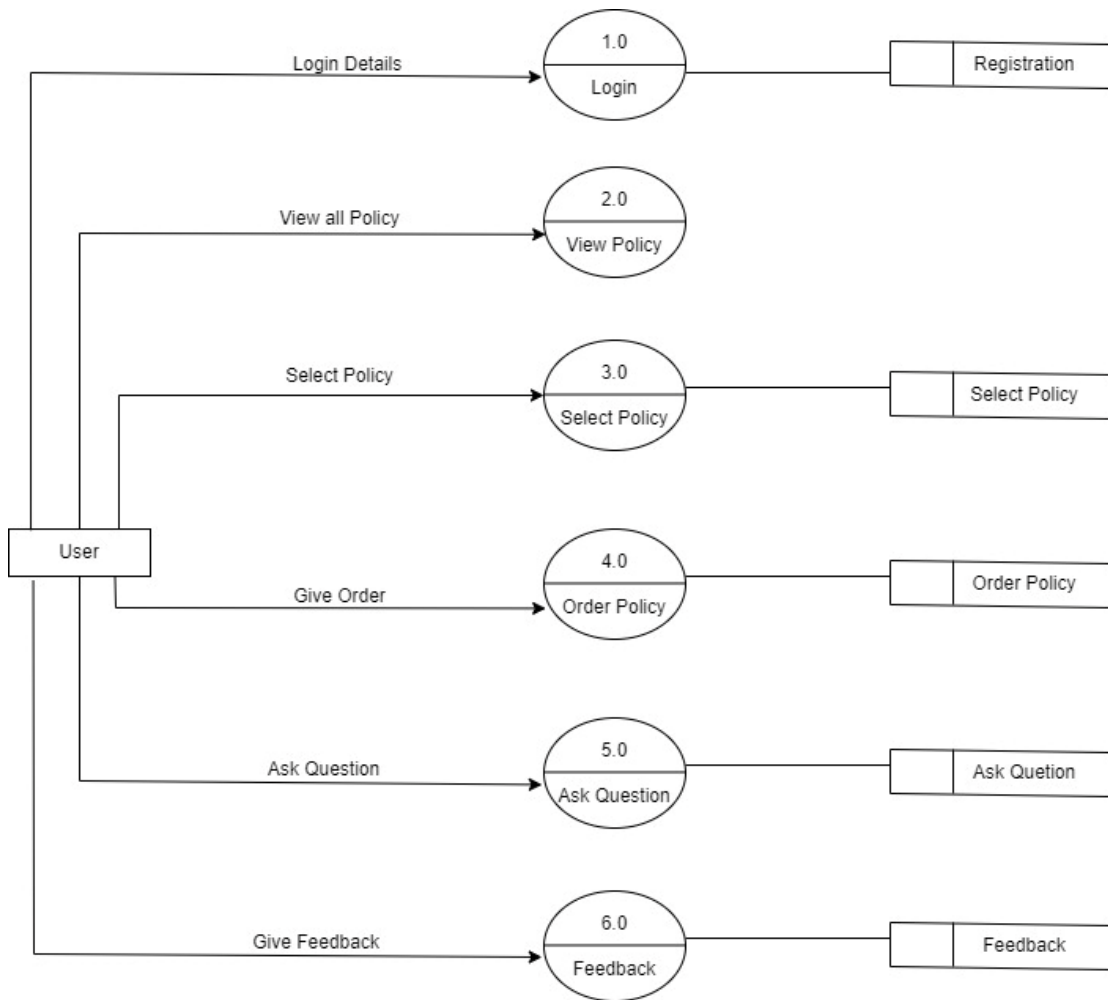 Login Details
1.0
Login
Registration
View all Policy
2.0
View Policy
Select Policy
3.0
Select Policy
Select Policy
User
Give Order
4.0
Order Policy
Order Policy
Ask Question
5.0
Ask Question
Ask Quetion
Give Feedback
6.0
Feedback
Feedback